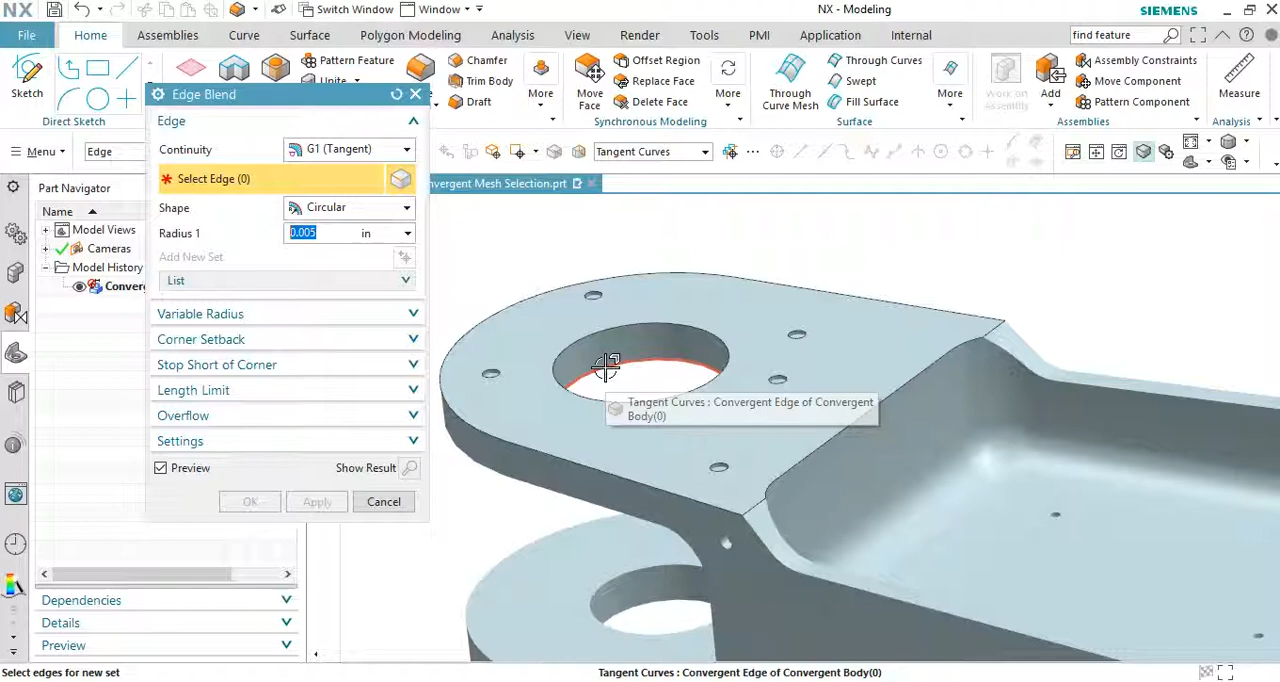 NX
Switch Window
Window
NX - Modeling
SIEMENS
File
Home
Assemblies
Curve
Surface
Polygon Modeling
Analysis
View
Render
Tools
PMI
Application
Internal
find feature
Sketch
Direct Sketch
Pattern Feature
Unite
Chamfer
Trim Body
Draft
More
Move
Face
Offset Region
Replace Face
Delete Face
More
Synchronous Modeling
Through
Curve Mesh
Through Curves
Swept
Fill Surface
More
Surface
Work on
Assembly
Add
Assembly Constraints
Move Component
Pattern Component
Assemblies
Measure
Analysis
Menu
Edge
Tangent Curves
nvergent Mesh Selection.prt
Part Navigator
Name
Model Views
Cameras
Model History
Converg
Dependencies
Details
Preview
Edge Blend
Edge
Continuity
G1 (Tangent)
* Select Edge (0)
Shape
Circular
Radius 1
0.005
in
Add New Set
List
Variable Radius
Corner Setback
Stop Short of Corner
Length Limit
Overflow
Settings
Preview
Show Result
OK
Apply
Cancel
Tangent Curves : Convergent Edge of Convergent
Body(0)
Select edges for new set
Tangent Curves : Convergent Edge of Convergent Body(0)